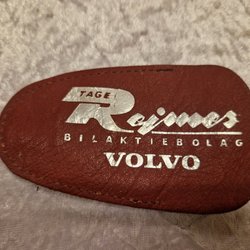 TAGE
Rejmes
BILAKTIEBOLAG
VOLVO